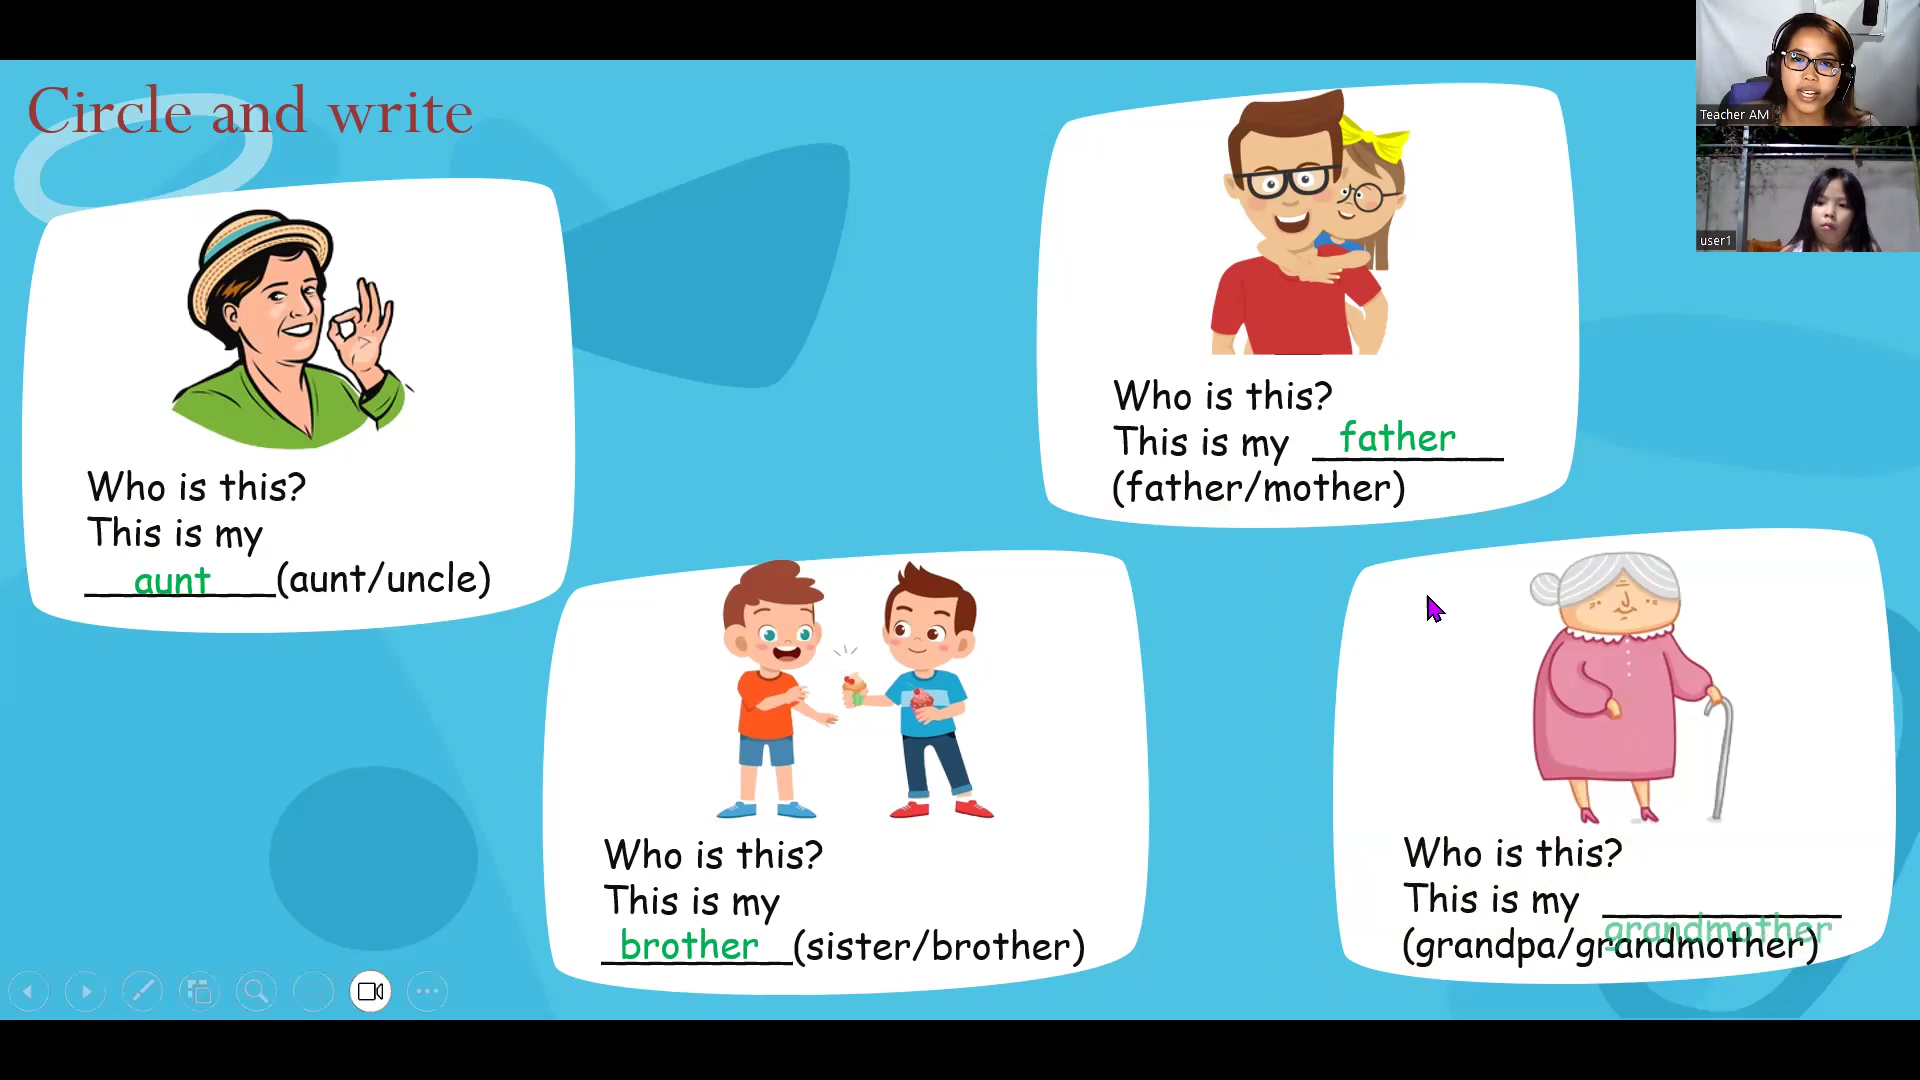 Circle and write
Who is this?
This is my
aunt (aunt/uncle)
Who is this?
This is my father
(father/mother)
Who is this?
This is my
brother (sister/brother)
Who is this?
This is my
grandmother
(grandpa/grandmother)
Teacher AM
user1